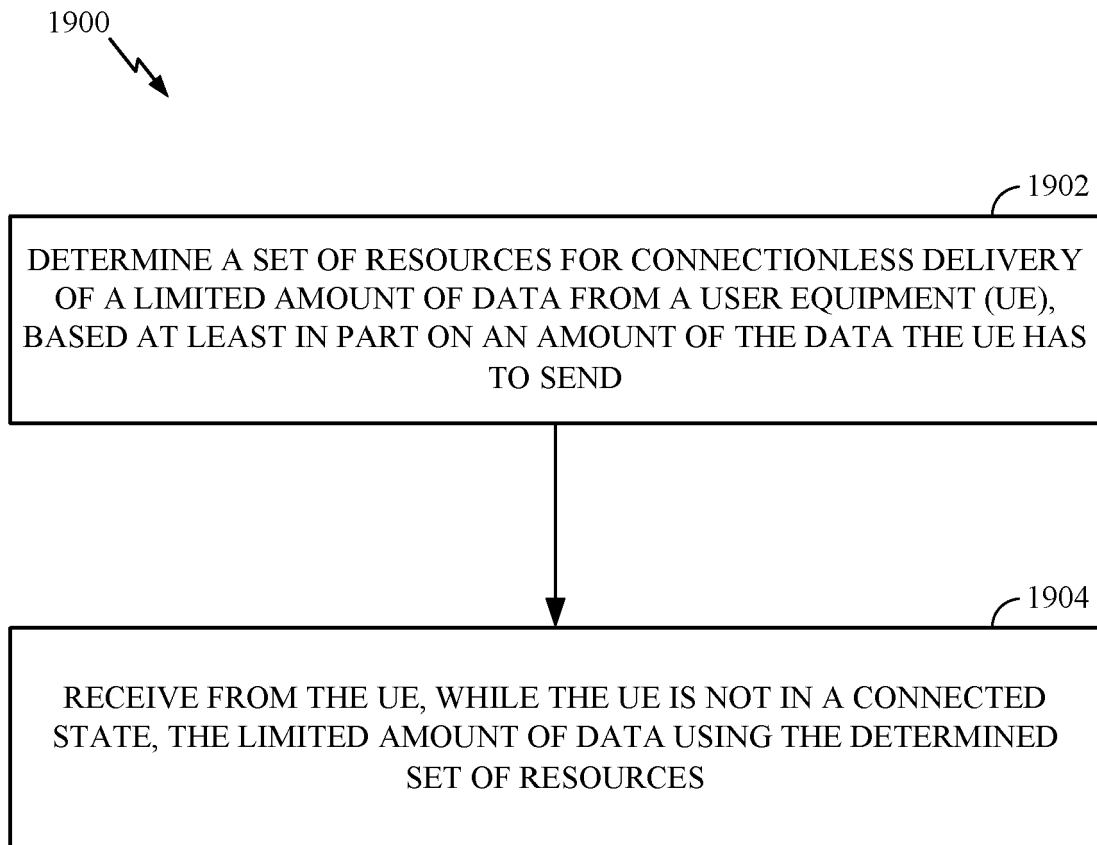 1900
1902
DETERMINE A SET OF RESOURCES FOR CONNECTIONLESS DELIVERY
OF A LIMITED AMOUNT OF DATA FROM A USER EQUIPMENT (UE),
BASED AT LEAST IN PART ON AN AMOUNT OF THE DATA THE UE HAS
TO SEND
1904
RECEIVE FROM THE UE, WHILE THE UE IS NOT IN A CONNECTED
STATE, THE LIMITED AMOUNT OF DATA USING THE DETERMINED
SET OF RESOURCES